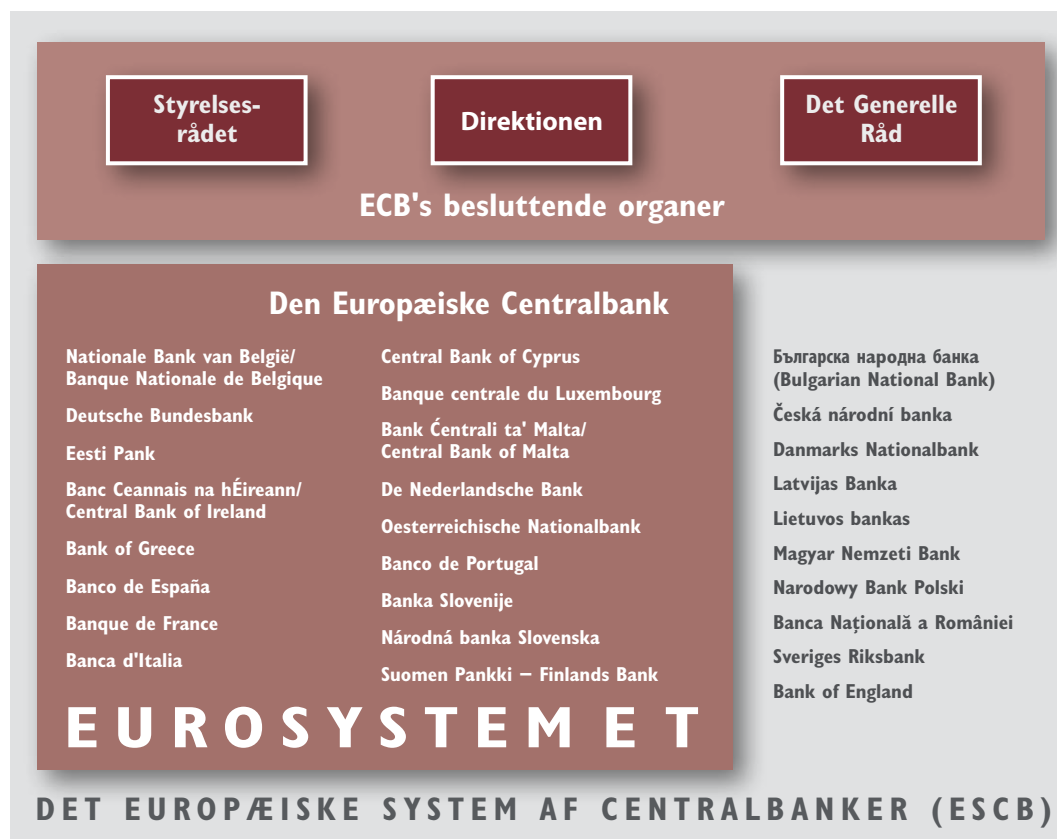 Styrelses-
rådet
Direktionen
Det Generelle
Råd
ECB's besluttende organer
Den Europæiske Centralbank
Nationale Bank van België/
Banque Nationale de Belgique
Deutsche Bundesbank
Eesti Pank
Banc Ceannais na hÉireann/
Central Bank of Ireland
Bank of Greece
Banco de España
Banque de France
Banca d'Italia
Central Bank of Cyprus
Banque centrale du Luxembourg
Bank Ćentrali ta' Malta/
Central Bank of Malta
De Nederlandsche Bank
Oesterreichische Nationalbank
Banco de Portugal
Banka Slovenije
Národná banka Slovenska
Suomen Pankki – Finlands Bank
EUROSYSTEMET
Българска народна банка
(Bulgarian National Bank)
Česká národní banka
Danmarks Nationalbank
Latvijas Banka
Lietuvos bankas
Magyar Nemzeti Bank
Narodowy Bank Polski
Banca Națională a României
Sveriges Riksbank
Bank of England
DET EUROPÆISKE SYSTEM AF CENTRALBANKER (ESCB)